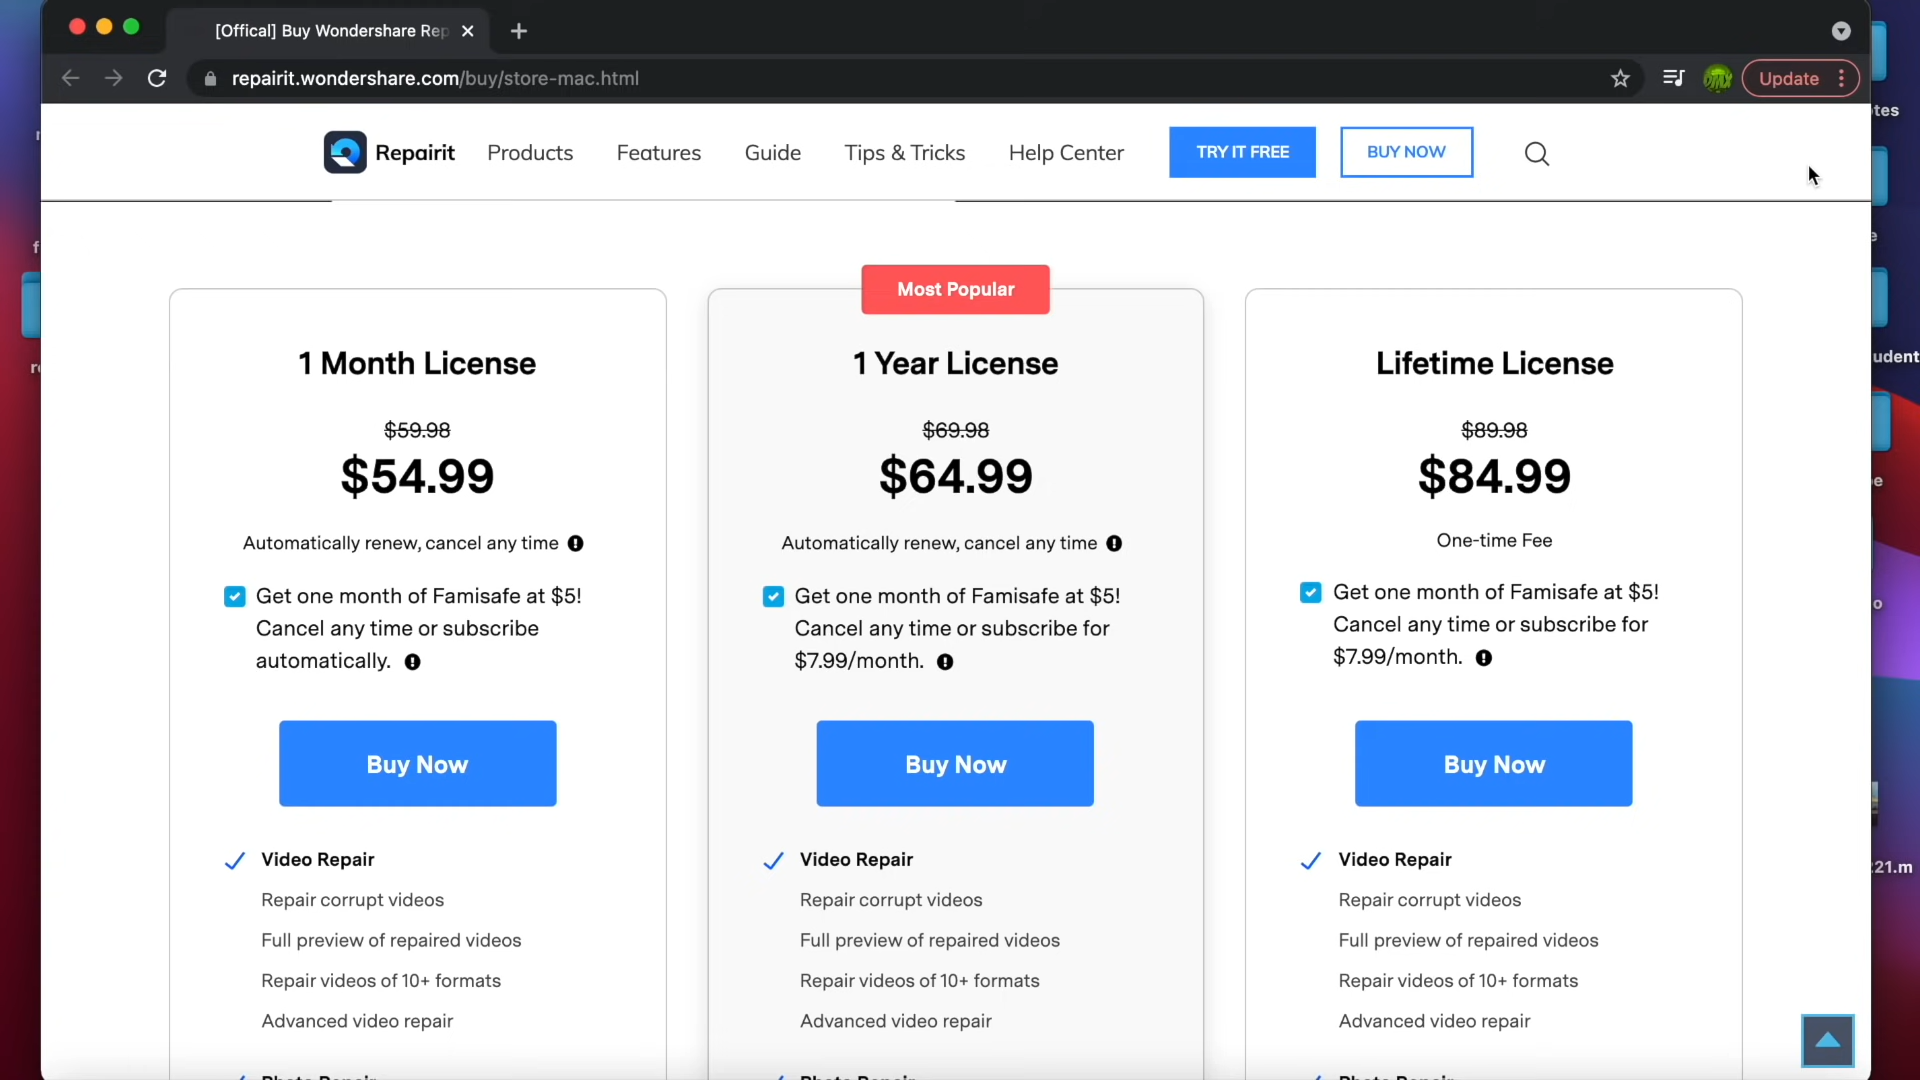 [Offical] Buy Wondershare Rep
repairit.wondershare.com/buy/store-mac.html
Update
Repairit
Products
Features
Guide
Tips & Tricks
Help Center
TRY IT FREE
BUY NOW
Most Popular
1 Month License
$59.98
$54.99
Automatically renew, cancel any time
Get one month of Famisafe at $5!
Cancel any time or subscribe
automatically.
Buy Now
Video Repair
Repair corrupt videos
Full preview of repaired videos
Repair videos of 10+ formats
Advanced video repair
Photo Repair
1 Year License
$69.98
$64.99
Automatically renew, cancel any time
Get one month of Famisafe at $5!
Cancel any time or subscribe for
$7.99/month.
Buy Now
Video Repair
Repair corrupt videos
Full preview of repaired videos
Repair videos of 10+ formats
Advanced video repair
Photo Repair
Lifetime License
$89.98
$84.99
One-time Fee
Get one month of Famisafe at $5!
Cancel any time or subscribe for
$7.99/month.
Buy Now
Video Repair
Repair corrupt videos
Full preview of repaired videos
Repair videos of 10+ formats
Advanced video repair
Photo Repair